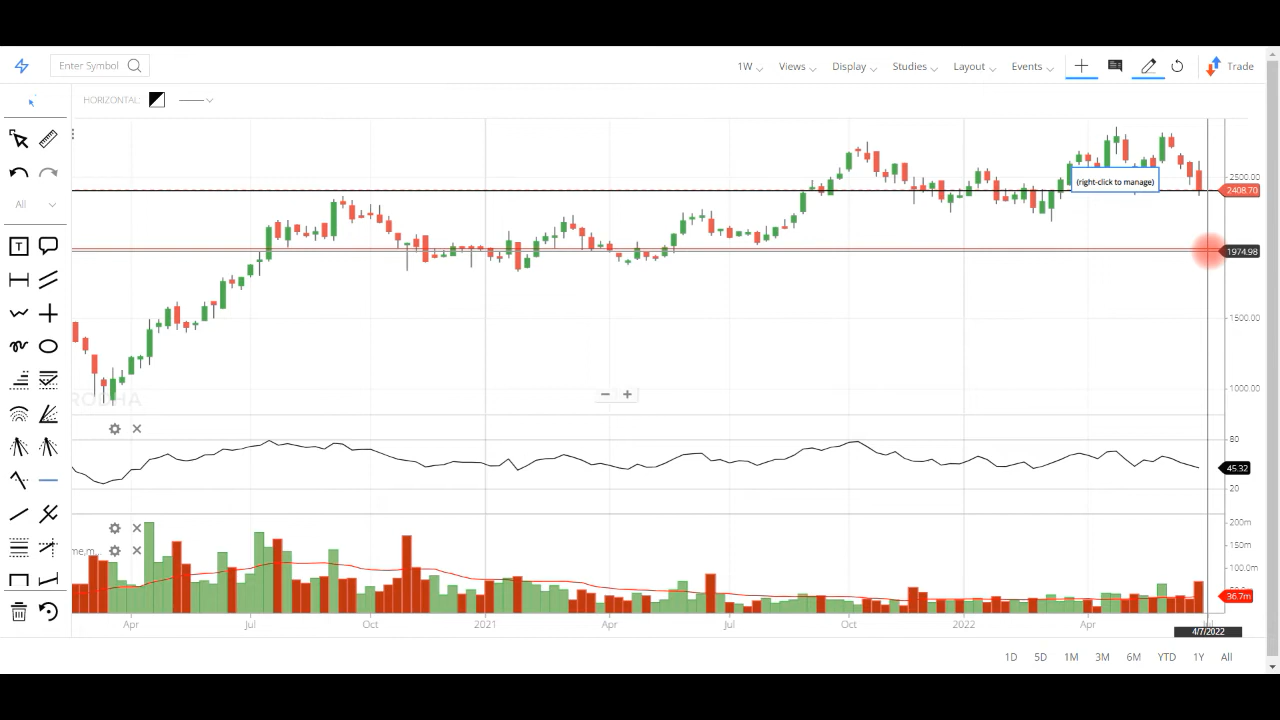 Enter Symbol 1W Views Display Studies Layout Events Trade
HORIZONTAL:
All
T
(right-click to manage)
2500.00
2408.70
1974.98
1500.00
1000.00
80
45.32
20
200m
150m
100.0m
36.7m
Apr Jul Oct 2021 Apr Jul Oct 2022 Apr
4/7/2022
1D 5D 1M 3M 6M YTD 1Y All